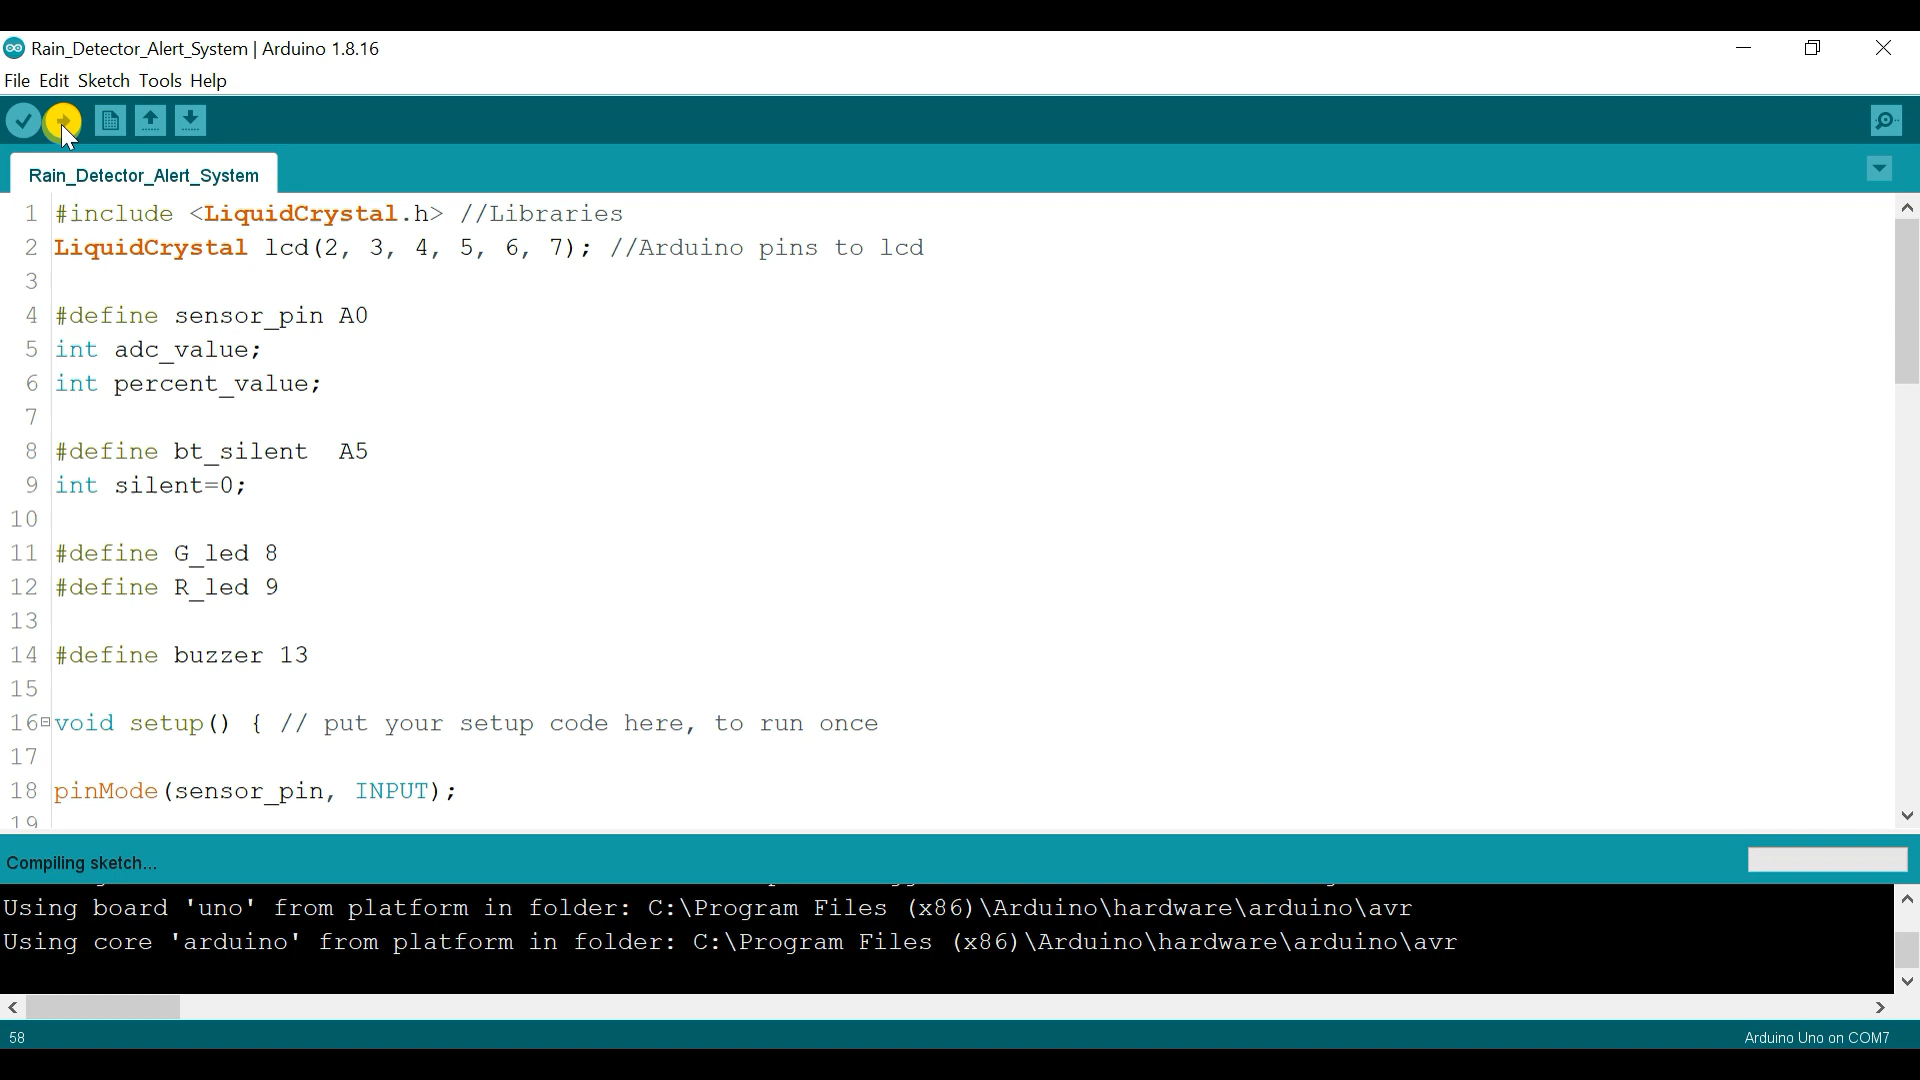 Rain_Detector_Alert_System | Arduino 1.8.16
File Edit Sketch Tools Help
Rain_Detector_Alert_System
1 #include <LiquidCrystal.h> //Libraries
2 LiquidCrystal lcd(2, 3, 4, 5, 6, 7); //Arduino pins to lcd
3
4 #define sensor_pin A0
5 int adc_value;
6 int percent_value;
7
8 #define bt_silent  A5
9 int silent=0;
10
11 #define G_led 8
12 #define R_led 9
13
14 #define buzzer 13
15
16 void setup() { // put your setup code here, to run once
17
18 pinMode(sensor_pin, INPUT);
19
Compiling sketch...
Using board 'uno' from platform in folder: C:\Program Files (x86)\Arduino\hardware\arduino\avr
Using core 'arduino' from platform in folder: C:\Program Files (x86)\Arduino\hardware\arduino\avr
58
Arduino Uno on COM7